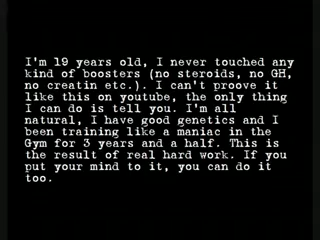 I'm 19 years old, I never touched any
kind of boosters (no steroids, no GH,
no creatin etc.). I can't proove it
like this on youtube, the only thing
I can do is tell you. I'm all
natural, I have good genetics and I
been training like a maniac in the
Gym for 3 years and a half. This is
the result of real hard work. If you
put your mind to it, you can do it
too.